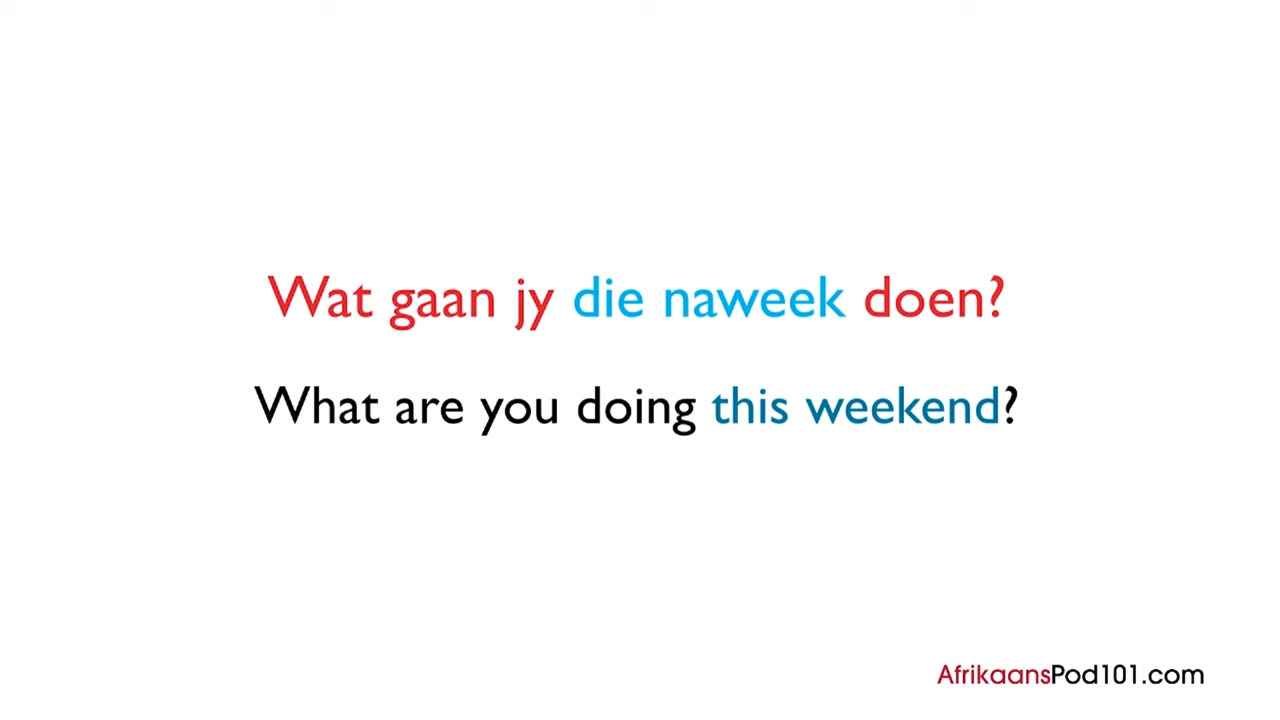 Wat gaan jy die naweek doen?
What are you doing this weekend?
AfrikaansPod101.com